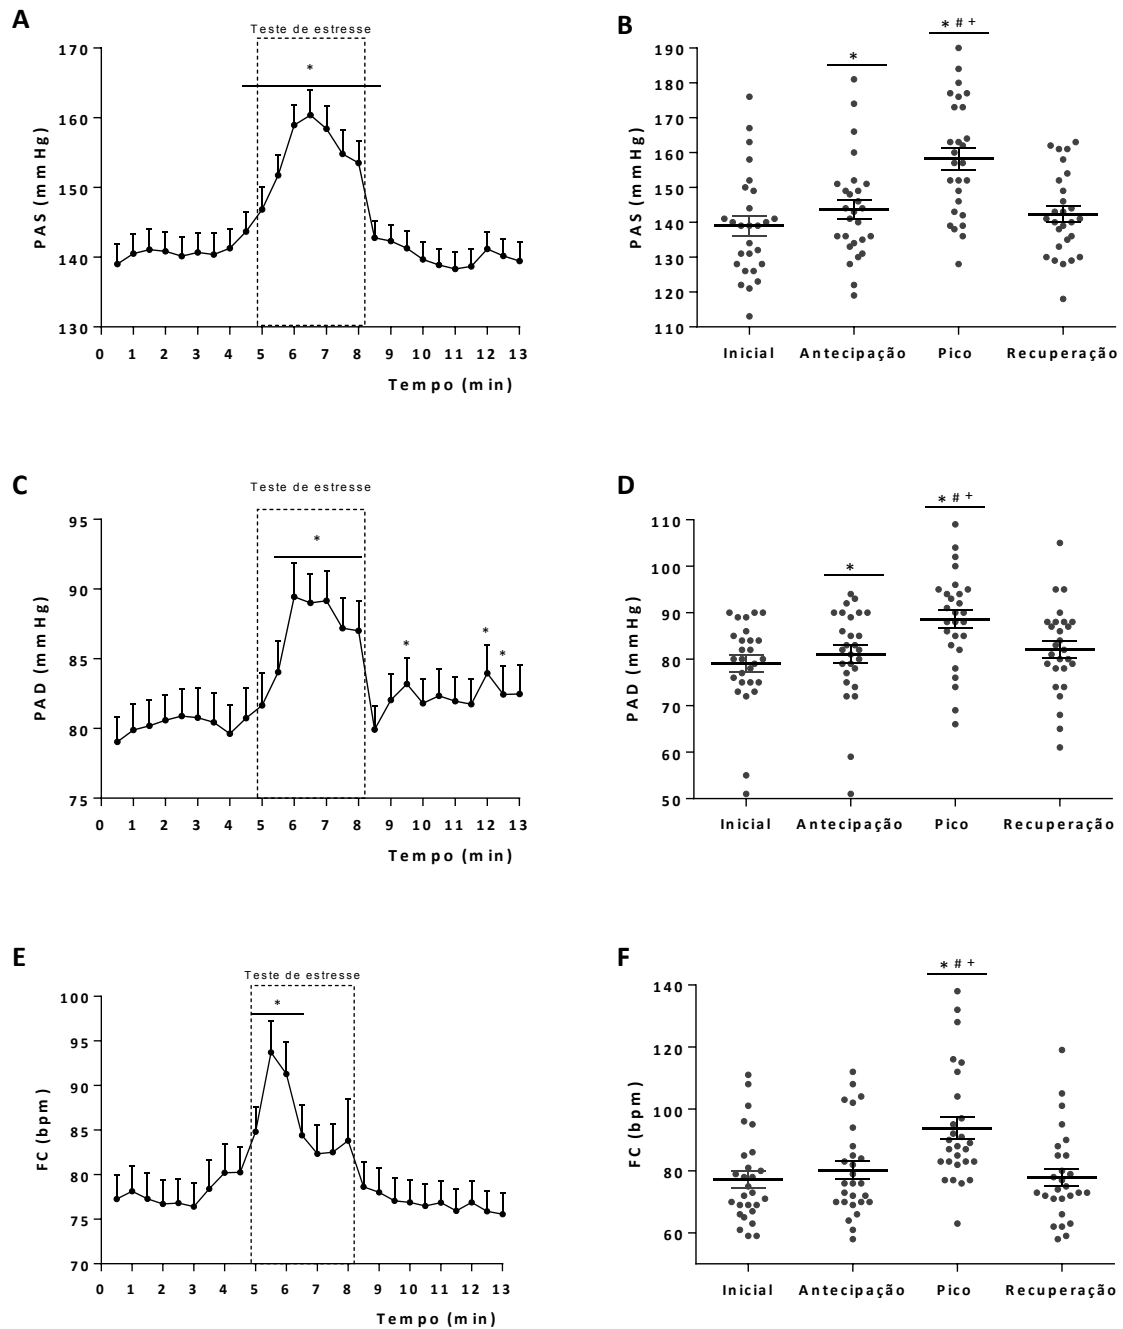 A
Teste de estresse
*
170
160
150
140
130
PAS (mmHg)
0 1 2 3 4 5 6 7 8 9 10 11 12 13
Tempo (min)
B
* # +
*
190
180
170
160
150
140
130
120
110
PAS (mmHg)
Inicial Antecipação Pico Recuperação
C
Teste de estresse
*
* * *
95
90
85
80
75
PAD (mmHg)
0 1 2 3 4 5 6 7 8 9 10 11 12 13
Tempo (min)
D
* # +
*
110
100
90
80
70
60
50
PAD (mmHg)
Inicial Antecipação Pico Recuperação
E
Teste de estresse
*
100
95
90
85
80
75
70
FC (bpm)
0 1 2 3 4 5 6 7 8 9 10 11 12 13
Tempo (min)
F
* # +
140
120
100
80
60
FC (bpm)
Inicial Antecipação Pico Recuperação